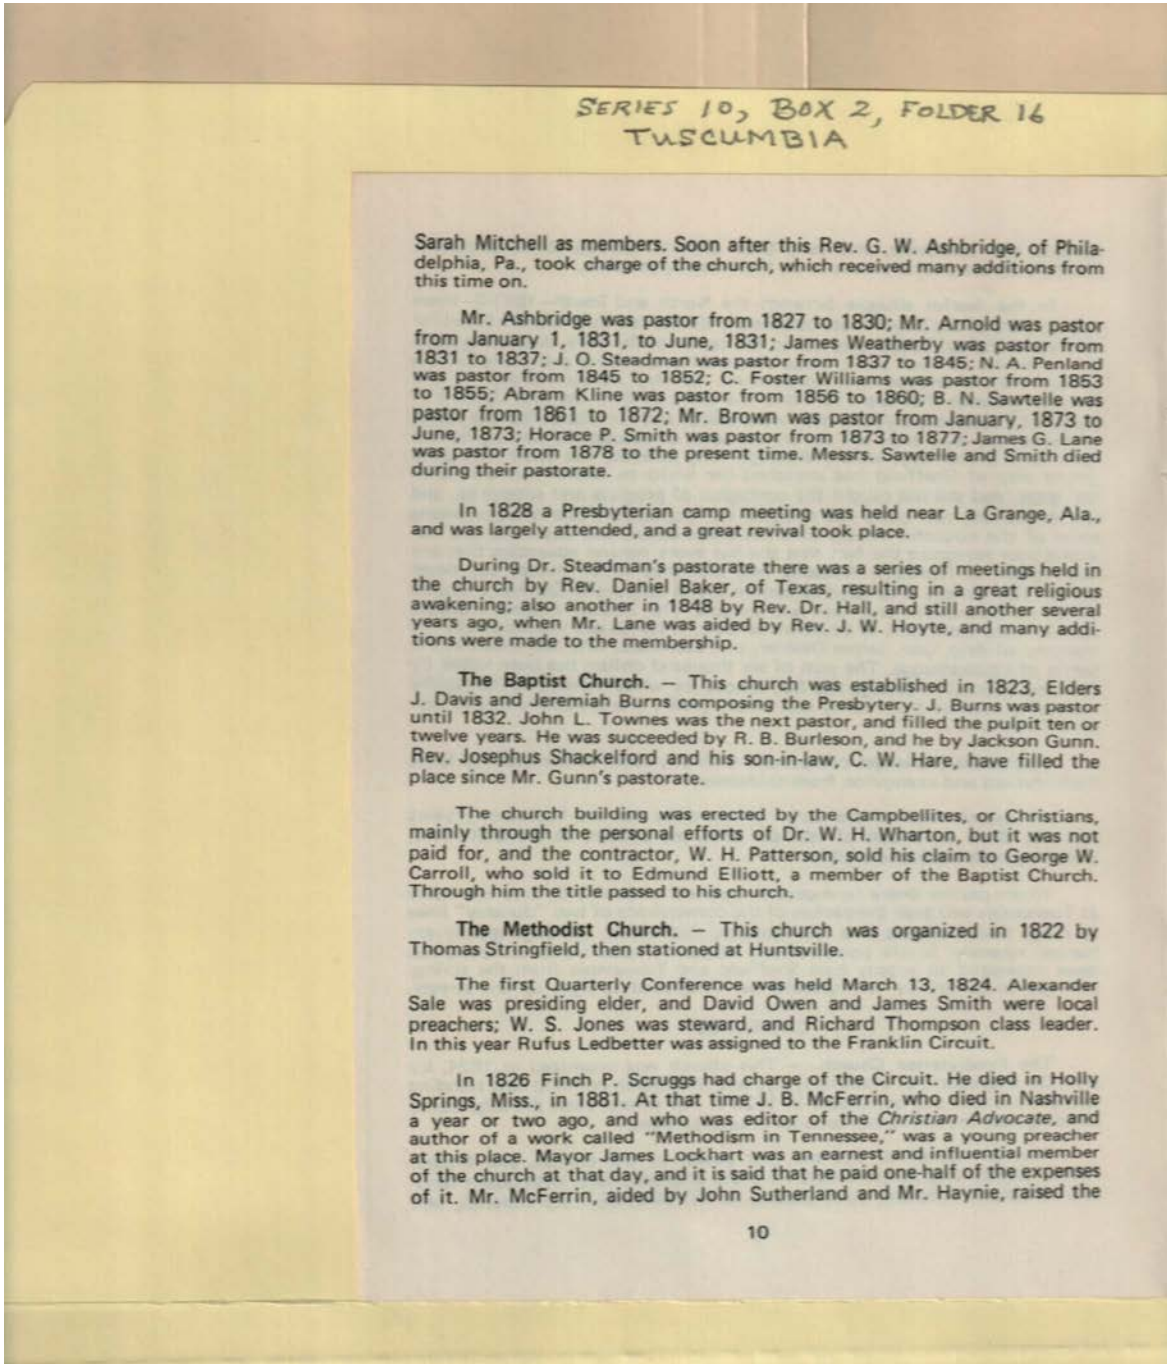 SERIES 10, BOX 2, FOLDER 16
TUSCUMBIA
Sarah Mitchell as members. Soon after this Rev. G. W. Ashbridge, of Phila-
delphia, Pa., took charge of the church, which received many additions from
this time on.
Mr. Ashbridge was pastor from 1827 to 1830; Mr. Arnold was pastor
from January 1, 1831, to June, 1831; James Weatherby was pastor from
1831 to 1837; J. O. Steadman was pastor from 1837 to 1845; N. A. Penland
was pastor from 1845 to 1852; C. Foster Williams was pastor from 1853
to 1855; Abram Kline was pastor from 1856 to 1860; B. N. Sawtelle was
pastor from 1861 to 1872; Mr. Brown was pastor from January, 1873 to
June, 1873; Horace P. Smith was pastor from 1873 to 1877; James G. Lane
was pastor from 1878 to the present time. Messrs. Sawtelle and Smith died
during their pastorate.
In 1828 a Presbyterian camp meeting was held near La Grange, Ala.,
and was largely attended, and a great revival took place.
During Dr. Steadman's pastorate there was a series of meetings held in
the church by Rev. Daniel Baker, of Texas, resulting in a great religious
awakening; also another in 1848 by Rev. Dr. Hall, and still another several
years ago, when Mr. Lane was aided by Rev. J. W. Hoyte, and many addi-
tions were made to the membership.
The Baptist Church. — This church was established in 1823, Elders
J. Davis and Jeremiah Burns composing the Presbytery. J. Burns was pastor
until 1832. John L. Townes was the next pastor, and filled the pulpit ten or
twelve years. He was succeeded by R. B. Burleson, and he by Jackson Gunn.
Rev. Josephus Shackelford and his son-in-law, C. W. Hare, have filled the
place since Mr. Gunn's pastorate.
The church building was erected by the Campbellites, or Christians,
mainly through the personal efforts of Dr. W. H. Wharton, but it was not
paid for, and the contractor, W. H. Patterson, sold his claim to George W.
Carroll, who sold it to Edmund Elliott, a member of the Baptist Church.
Through him the title passed to his church.
The Methodist Church. — This church was organized in 1822 by
Thomas Stringfield, then stationed at Huntsville.
The first Quarterly Conference was held March 13, 1824. Alexander
Sale was presiding elder, and David Owen and James Smith were local
preachers; W. S. Jones was steward, and Richard Thompson class leader.
In this year Rufus Ledbetter was assigned to the Franklin Circuit.
In 1826 Finch P. Scruggs had charge of the Circuit. He died in Holly
Springs, Miss., in 1881. At that time J. B. McFerrin, who died in Nashville
a year or two ago, and who was editor of the Christian Advocate, and
author of a work called "Methodism in Tennessee," was a young preacher
at this place. Mayor James Lockhart was an earnest and influential member
of the church at that day, and it is said that he paid one-half of the expenses
of it. Mr. McFerrin, aided by John Sutherland and Mr. Haynie, raised the
10